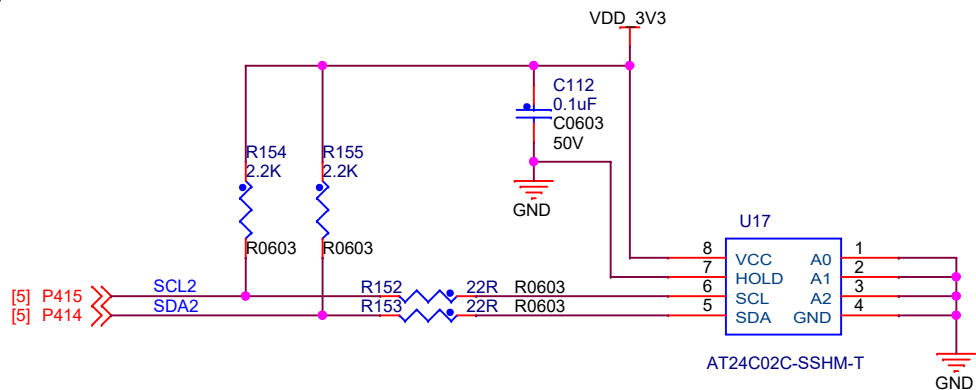 VDD_3V3
C112
0.1uF
C0603
50V
R154
2.2K
R155
2.2K
GND
U17
R0603
R0603
8
VCC
A0
1
7
HOLD
A1
2
[5] P415
SCL2
R152
22R
R0603
6
SCL
A2
3
[5] P414
SDA2
R153
22R
R0603
5
SDA
GND
4
AT24C02C-SSHM-T
GND